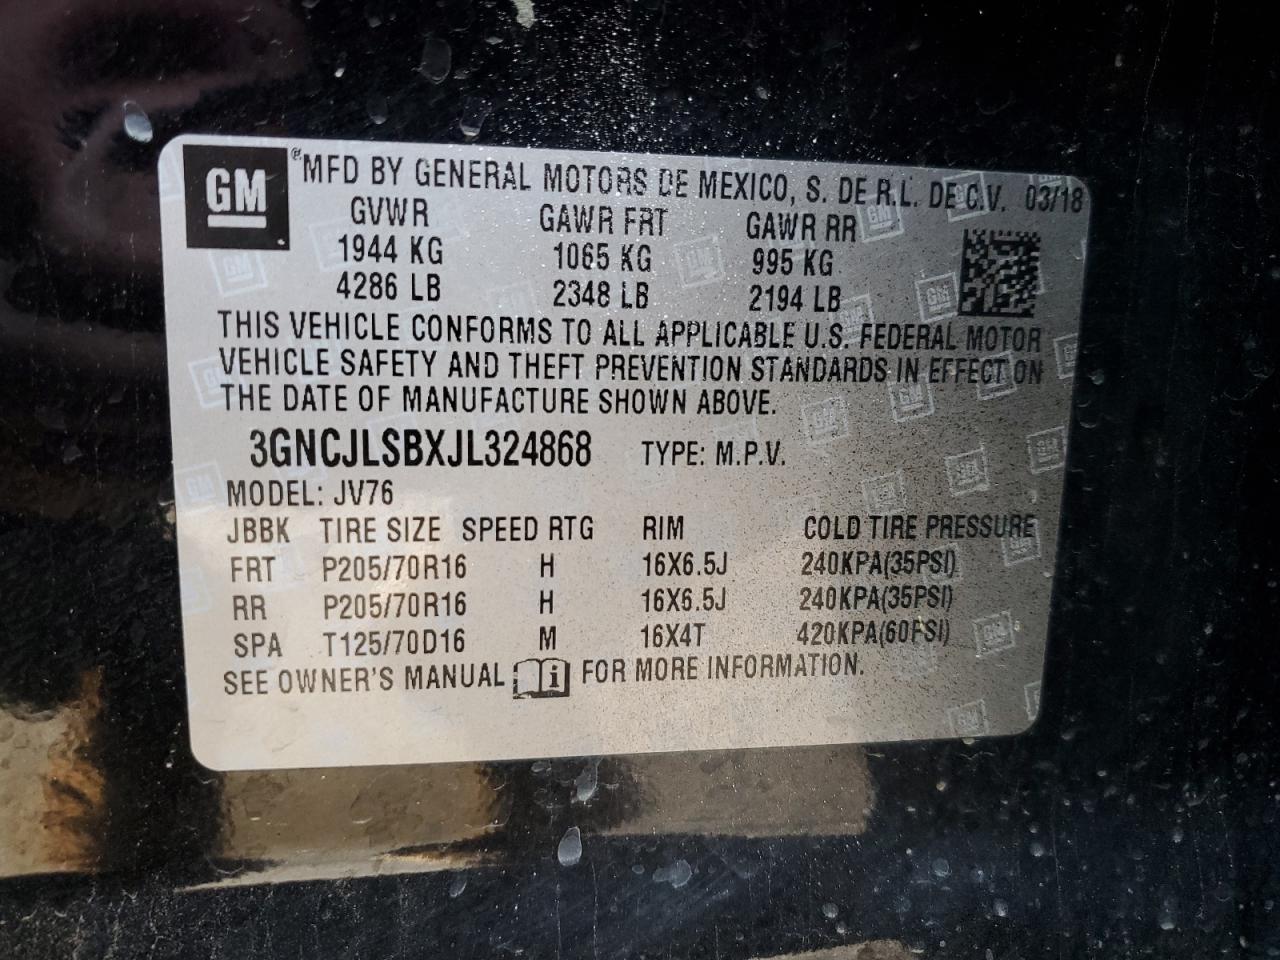 GM ® MFD BY GENERAL MOTORS DE MEXICO, S. DE R.L. DE C.V. 03/18
GVWR GAWR FRT GAWR RR
1944 KG 1065 KG 995 KG
4286 LB 2348 LB 2194 LB
THIS VEHICLE CONFORMS TO ALL APPLICABLE U.S. FEDERAL MOTOR
VEHICLE SAFETY AND THEFT PREVENTION STANDARDS IN EFFECT ON
THE DATE OF MANUFACTURE SHOWN ABOVE.
3GNCJLSBXJL324868 TYPE: M.P.V.
MODEL: JV76
JBBK TIRE SIZE SPEED RTG RIM COLD TIRE PRESSURE
FRT P205/70R16 H 16X6.5J 240KPA(35PSI)
RR P205/70R16 H 16X6.5J 240KPA(35PSI)
SPA T125/70D16 M 16X4T 420KPA(60PSI)
SEE OWNER'S MANUAL i FOR MORE INFORMATION.